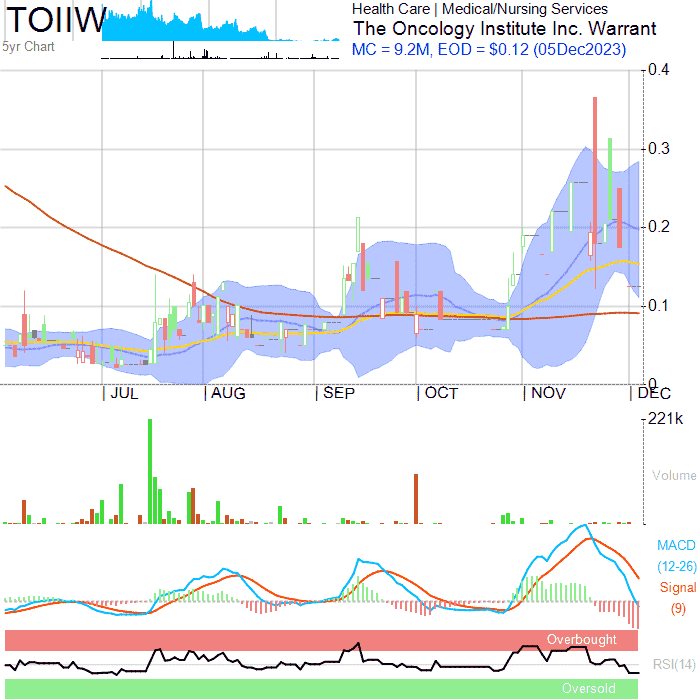 TOIIW
5yr Chart
Health Care | Medical/Nursing Services
The Oncology Institute Inc. Warrant
MC = 9.2M, EOD = $0.12 (05Dec2023)
0.4
0.3
0.2
0.1
0
JUL AUG SEP OCT NOV DEC
221k
Volume
MACD
(12-26)
Signal
(9)
Overbought
RSI(14)
Oversold